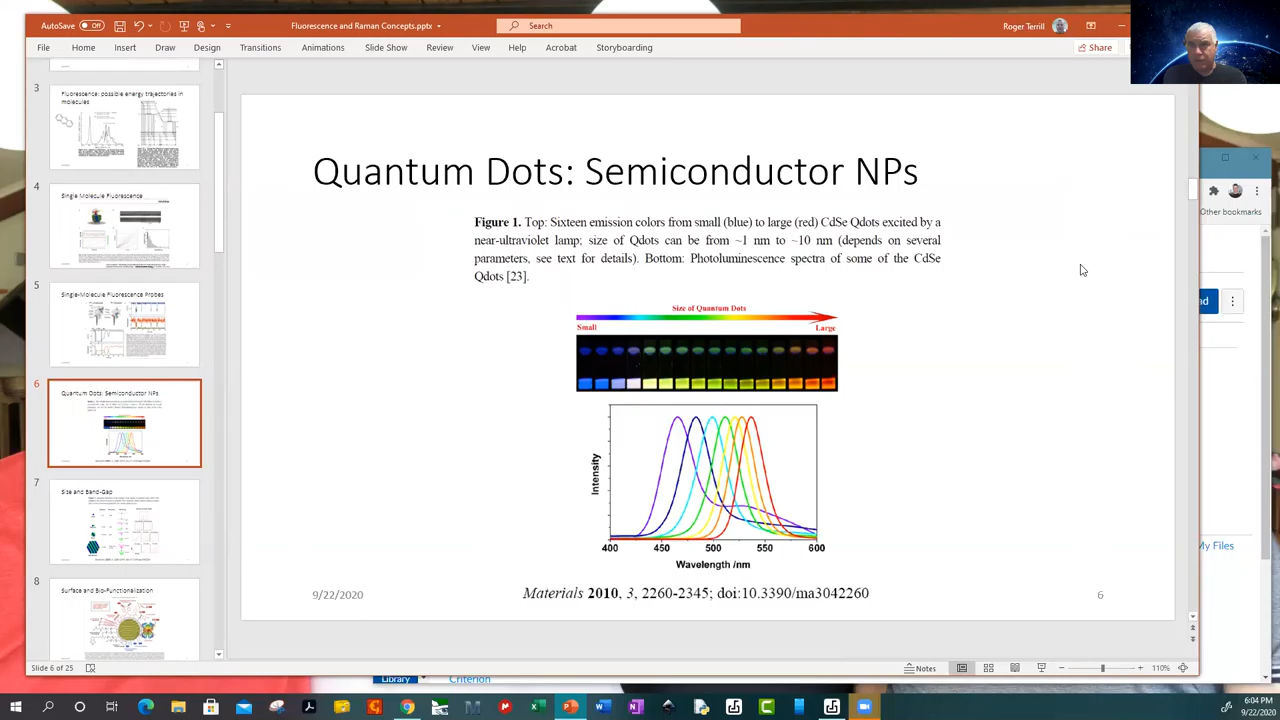 AutoSave Off
Fluorescence and Raman Concepts.pptx
Search
Roger Terrill
File Home Insert Draw Design Transitions Animations Slide Show Review View Help Acrobat Storyboarding
Share
3
Fluorescence: possible energy trajectories in
molecules
4
Single Molecule Fluorescence
5
Single-Molecule Fluorescence Probes
6
Quantum Dots: Semiconductor NPs
7
Size and Band-Gap
8
Surface and Bio-Functionalization
Quantum Dots: Semiconductor NPs
Figure 1. Top: Sixteen emission colors from small (blue) to large (red) CdSe Qdots excited by a
near-ultraviolet lamp; size of Qdots can be from ~1 nm to ~10 nm (depends on several
parameters, see text for details). Bottom: Photoluminescence spectra of some of the CdSe
Qdots [23].
Size of Quantum Dots
Small Large
Intensity
400 450 500 550 600
Wavelength /nm
Materials 2010, 3, 2260-2345; doi:10.3390/ma3042260
9/22/2020
6
Other bookmarks
ad
My Files
Slide 6 of 25
Notes
110%
Library
Criterion
6:04 PM
9/22/2020